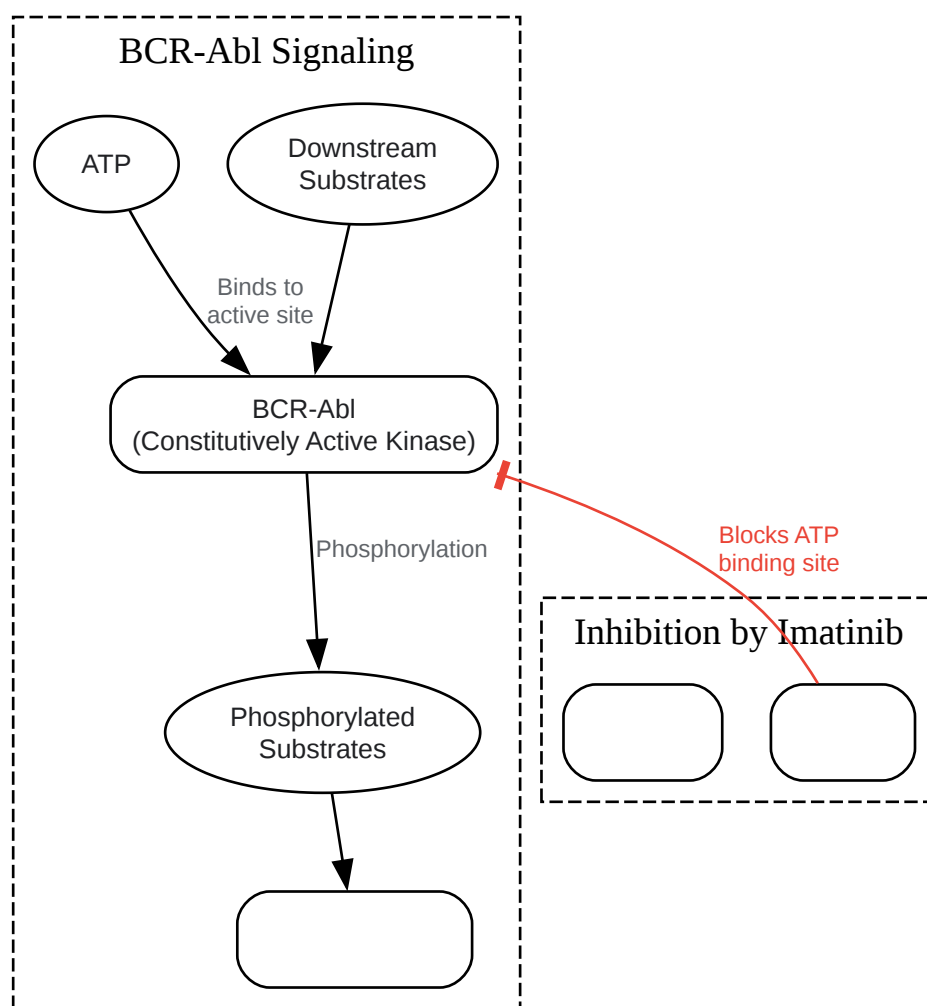 BCR-Abl Signaling
ATP
Downstream
Substrates
Binds to
active site
BCR-Abl
(Constitutively Active Kinase)
Phosphorylation
Blocks ATP
binding site
Inhibition by Imatinib
Phosphorylated
Substrates